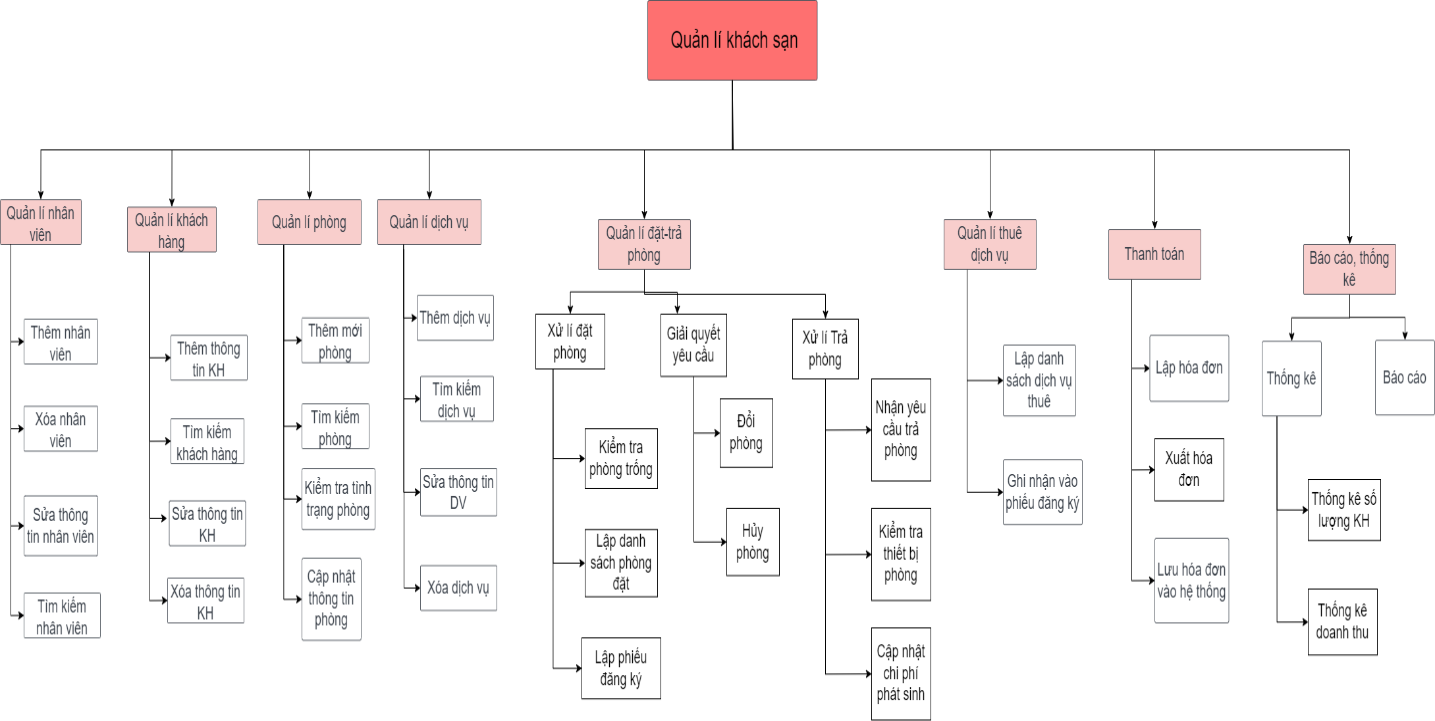 Quản lí khách sạn
Quản lí nhân
viên
Quản lí khách
hàng
Quản lí phòng
Quản lí dịch vụ
Quản lí đặt-trả
phòng
Quản lí thuê
dịch vụ
Thanh toán
Báo cáo, thống
kê
Thêm nhân
viên
Xóa nhân
viên
Sửa thông
tin nhân viên
Tìm kiếm
nhân viên
Thêm thông
tin KH
Tìm kiếm
khách hàng
Sửa thông tin
KH
Xóa thông tin
KH
Thêm mới
phòng
Tìm kiếm
phòng
Kiểm tra tình
trạng phòng
Cập nhật
thông tin
phòng
Thêm dịch vụ
Tìm kiếm
dịch vụ
Sửa thông tin
DV
Xóa dịch vụ
Xử lí đặt
phòng
Kiểm tra
phòng trống
Lập danh
sách phòng
đặt
Lập phiếu
đăng ký
Giải quyết
yêu cầu
Đổi
phòng
Hủy
phòng
Xử lí Trả
phòng
Nhận yêu
cầu trả
phòng
Kiểm tra
thiết bị
phòng
Cập nhật
chi phí
phát sinh
Lập danh
sách dịch vụ
thuê
Ghi nhận vào
phiếu đăng ký
Lập hóa đơn
Xuất hóa
đơn
Lưu hóa đơn
vào hệ thống
Thống kê
Thống kê số
lượng KH
Thống kê
doanh thu
Báo cáo